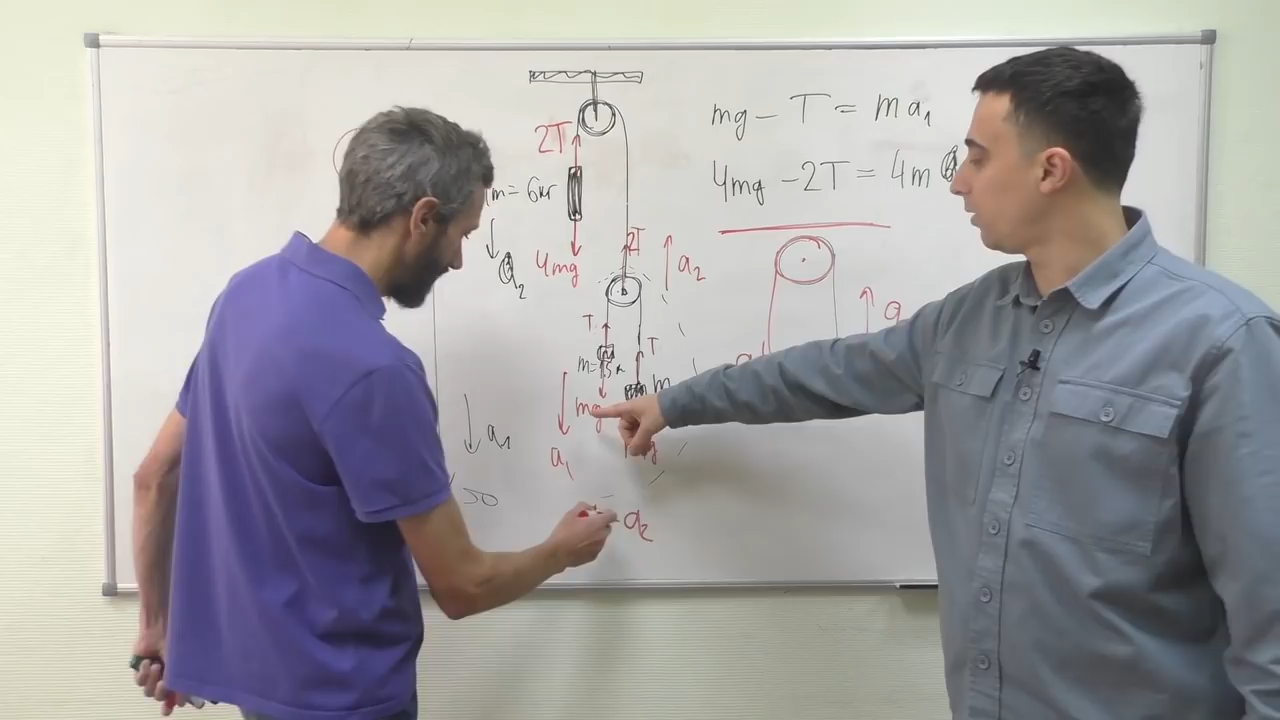 mg - T = ma₁
4mg - 2T = 4m
2T
m = 6кг
4mg
a₂
2T
a₂
T
T
m
mg
a₁
a₁
a₂